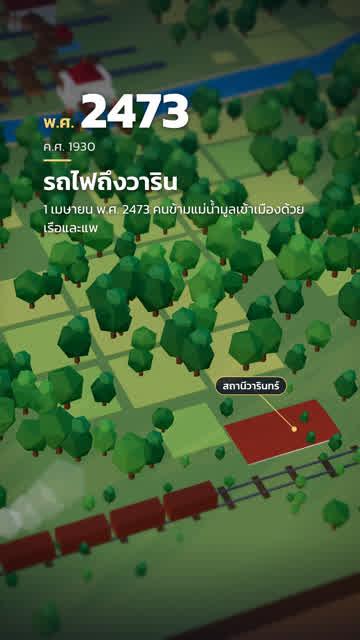 พ.ศ. 2473
ค.ศ. 1930
รถไฟถึงวาริน
1 เมษายน พ.ศ. 2473 คนข้ามแม่น้ำมูลเข้าเมืองด้วย
เรือและแพ
สถานีวารินทร์